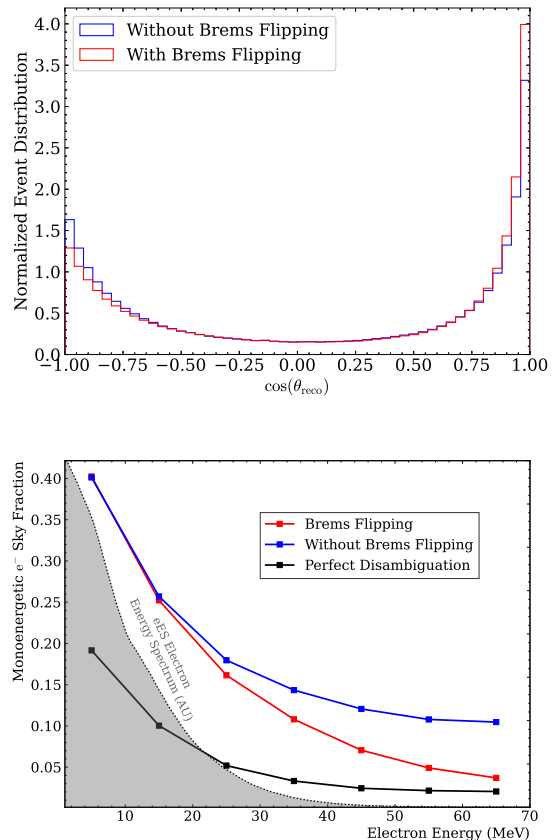 Without Brems Flipping
With Brems Flipping
Normalized Event Distribution
4.0
3.5
3.0
2.5
2.0
1.5
1.0
0.5
0.0
−1.00 −0.75 −0.50 −0.25 0.00 0.25 0.50 0.75 1.00
cos(θreco)
Monoenergetic e⁻ Sky Fraction
0.40
0.35
0.30
0.25
0.20
0.15
0.10
0.05
Brems Flipping
Without Brems Flipping
Perfect Disambiguation
eES Electron
Energy Spectrum (AU)
10 20 30 40 50 60 70
Electron Energy (MeV)